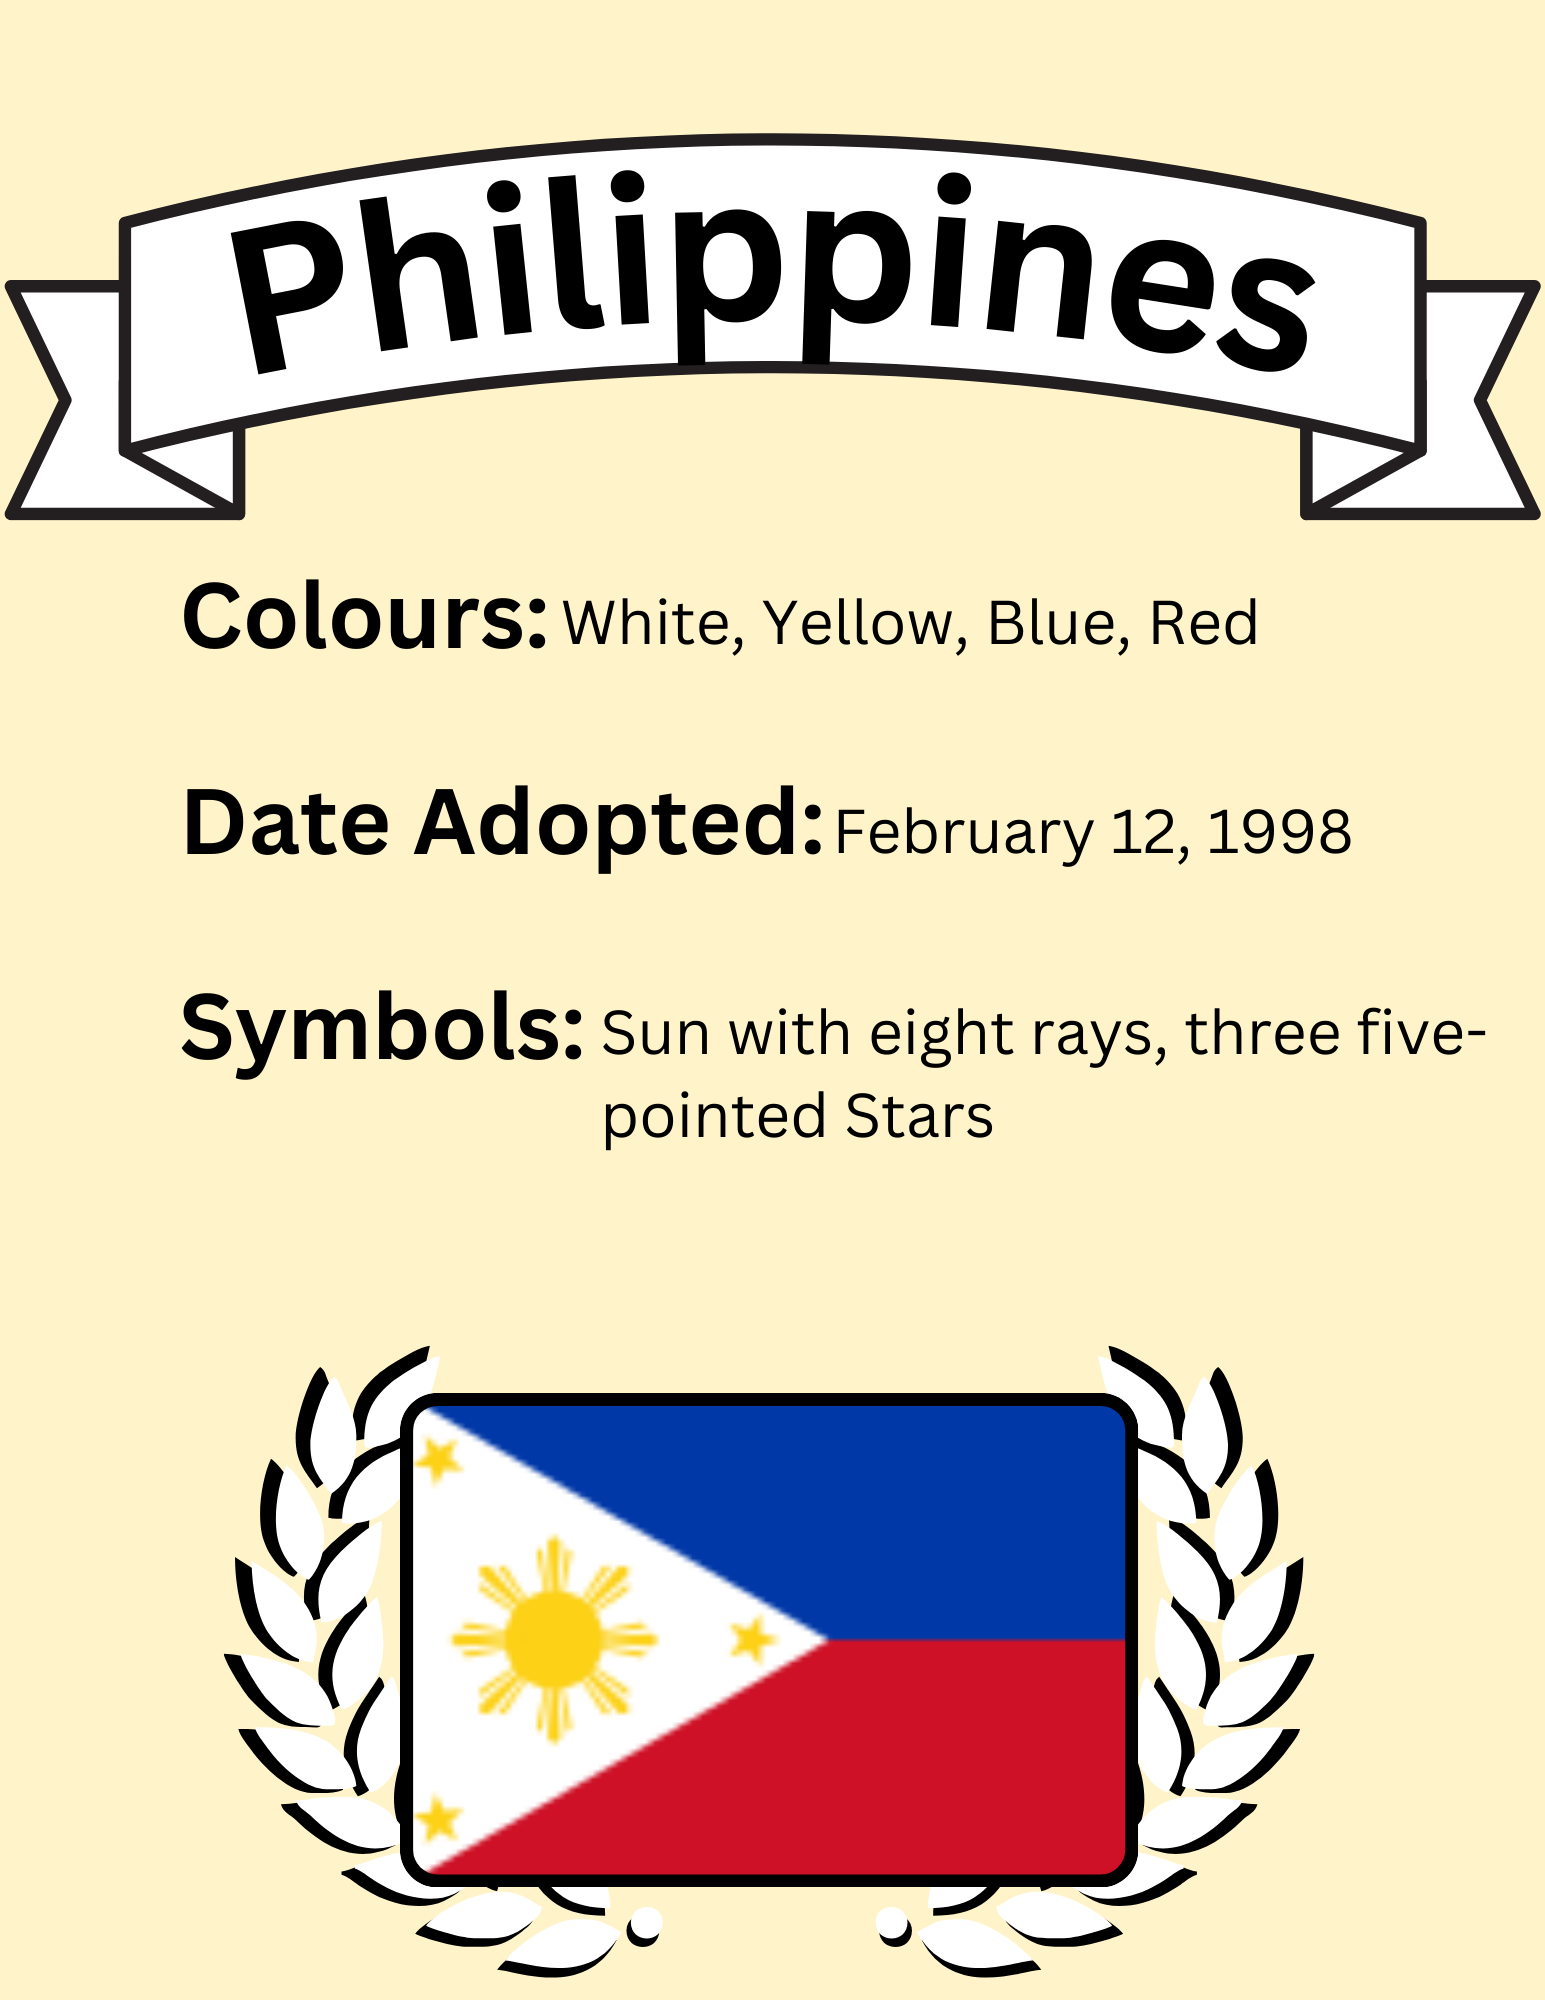 Philippines
Colours: White, Yellow, Blue, Red
Date Adopted: February 12, 1998
Symbols: Sun with eight rays, three five-
pointed Stars